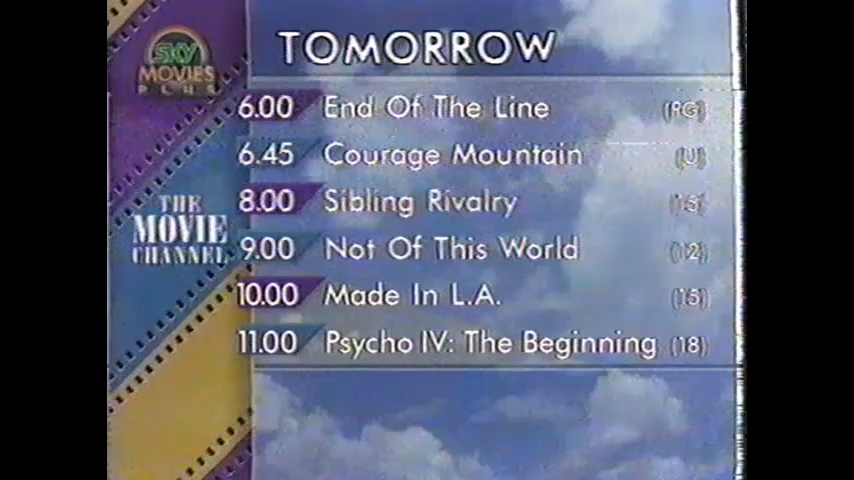 TOMORROW
SKY
MOVIES
PLUS
6.00 End Of The Line (PG)
6.45 Courage Mountain (U)
8.00 Sibling Rivalry (15)
THE
MOVIE
CHANNEL
9.00 Not Of This World (12)
10.00 Made In L.A. (15)
11.00 Psycho IV: The Beginning (18)